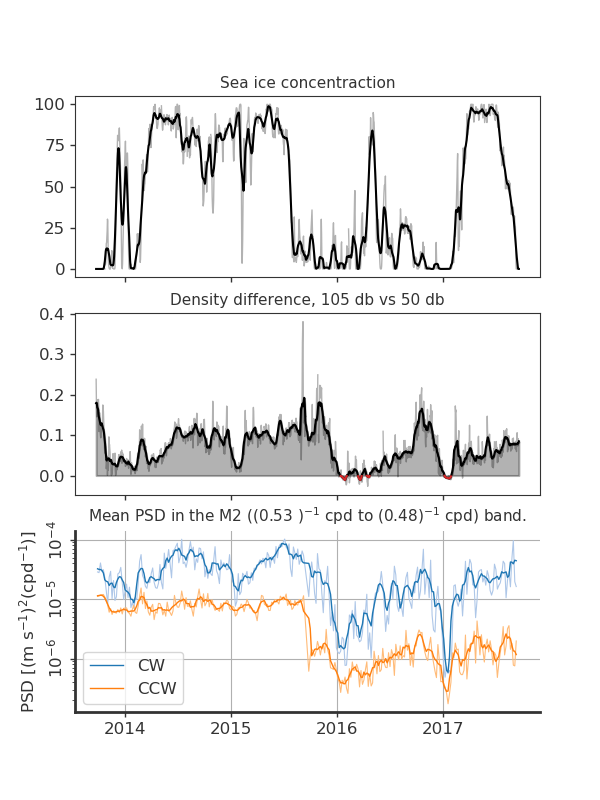 Sea ice concentraction
100
75
50
25
0
Density difference, 105 db vs 50 db
0.4
0.3
0.2
0.1
0.0
Mean PSD in the M2 ((0.53 )⁻¹ cpd to (0.48)⁻¹ cpd) band.
PSD [(m s⁻¹)²(cpd⁻¹)]
10⁻⁴
10⁻⁵
10⁻⁶
CW
CCW
2014 2015 2016 2017